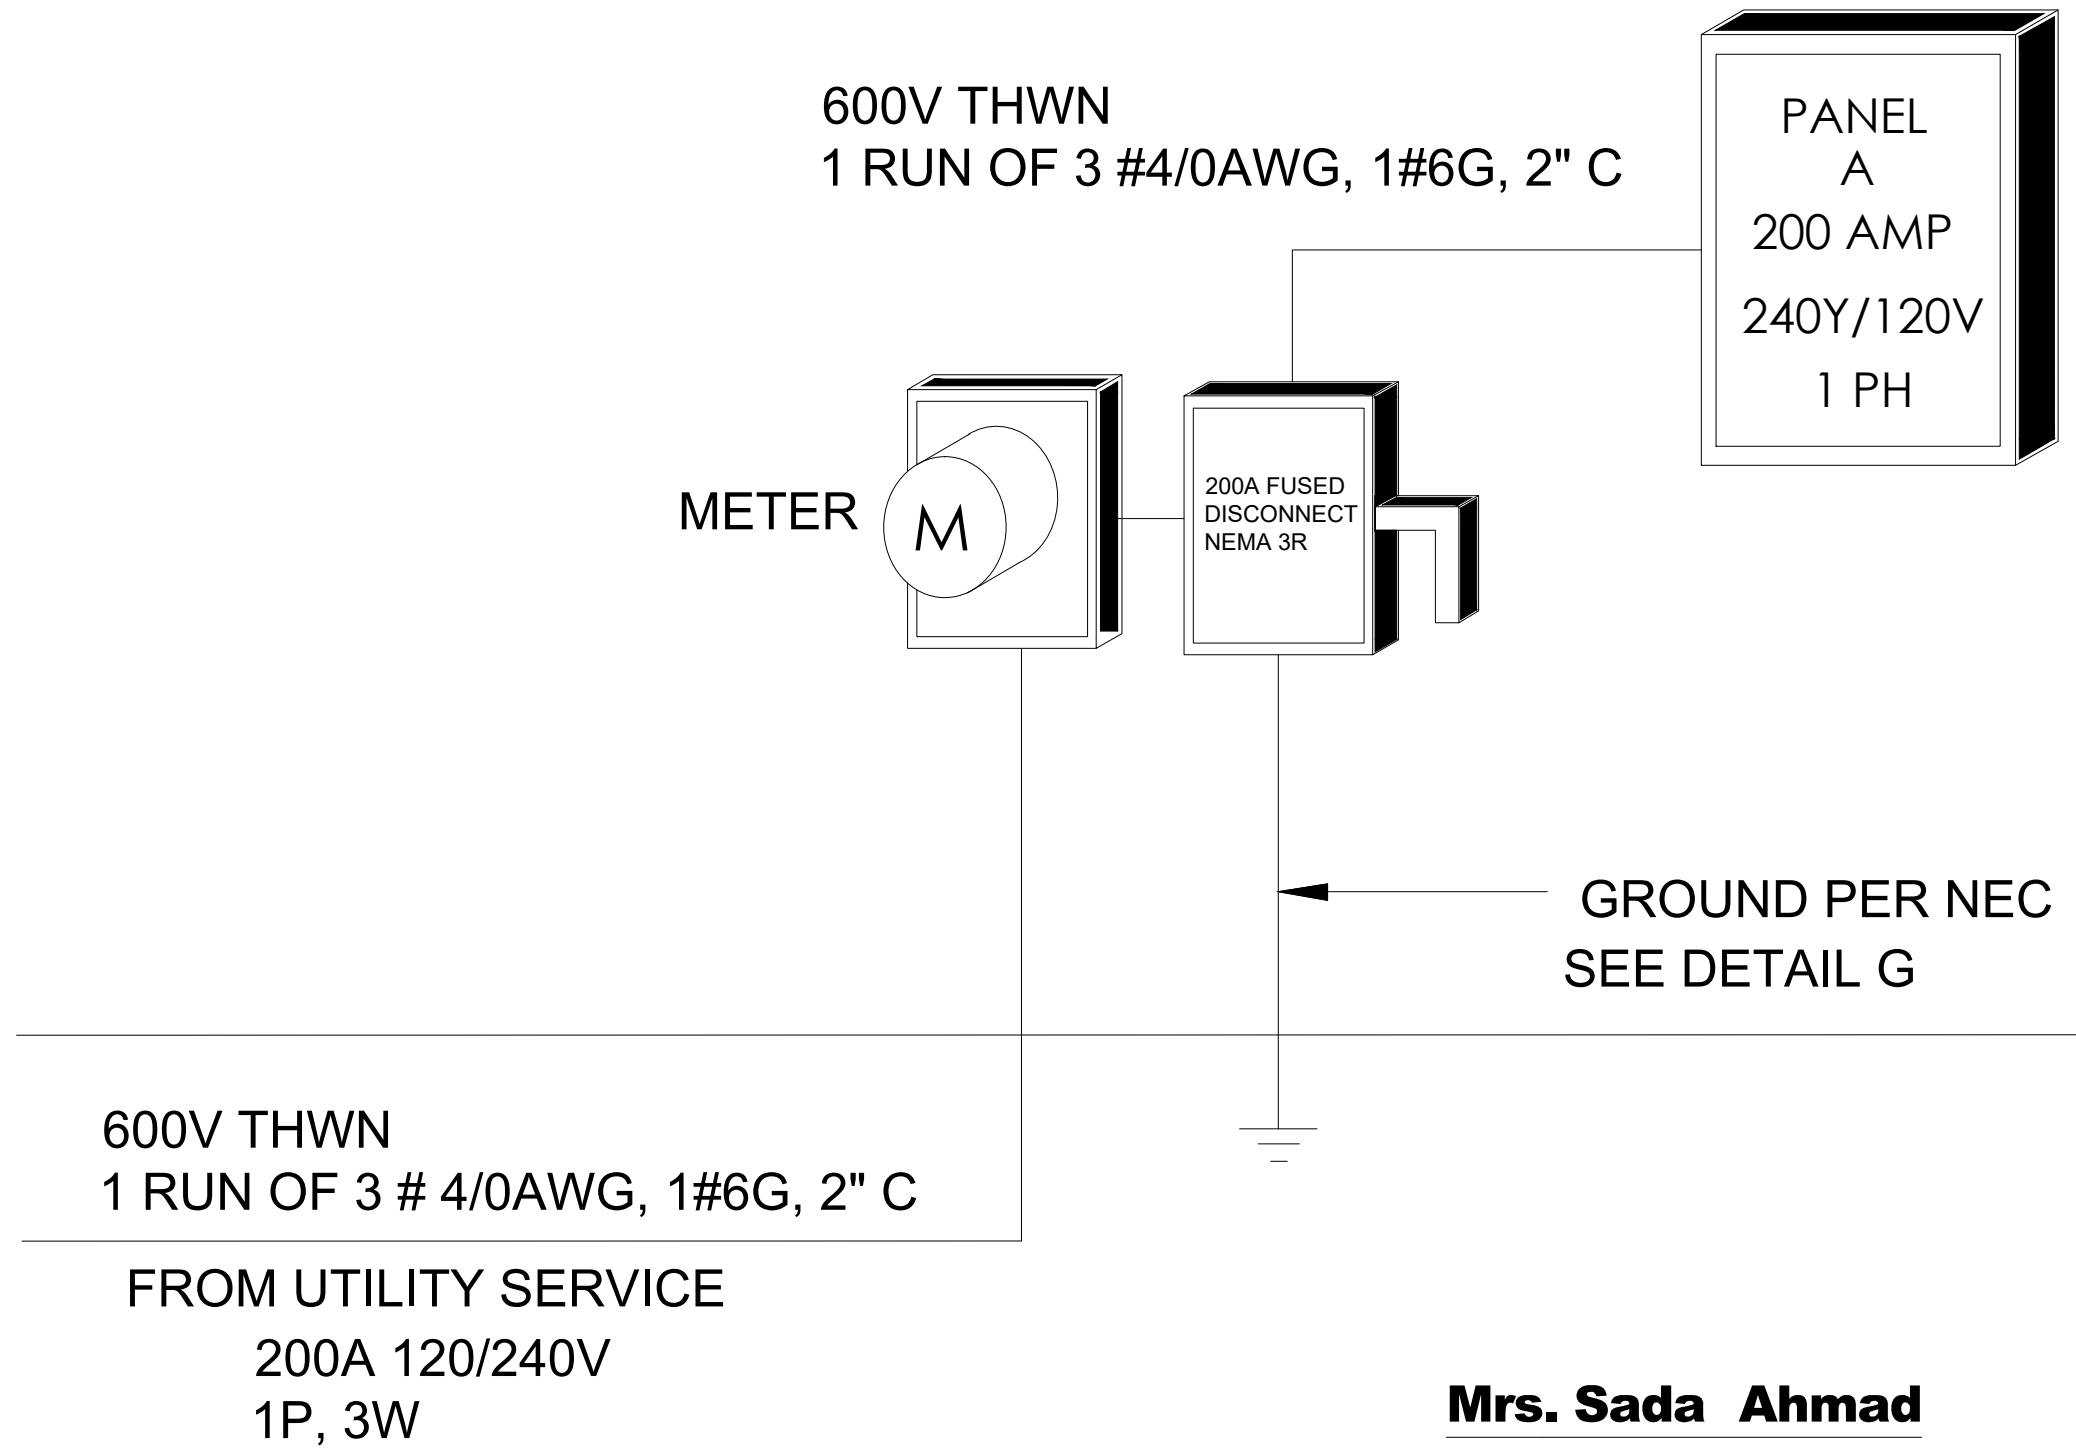 600V THWN
1 RUN OF 3 #4/0AWG, 1#6G, 2" C
PANEL
A
200 AMP
240Y/120V
1 PH
METER
M
200A FUSED
DISCONNECT
NEMA 3R
GROUND PER NEC
SEE DETAIL G
600V THWN
1 RUN OF 3 # 4/0AWG, 1#6G, 2" C
FROM UTILITY SERVICE
200A 120/240V
1P, 3W
Mrs. Sada Ahmad